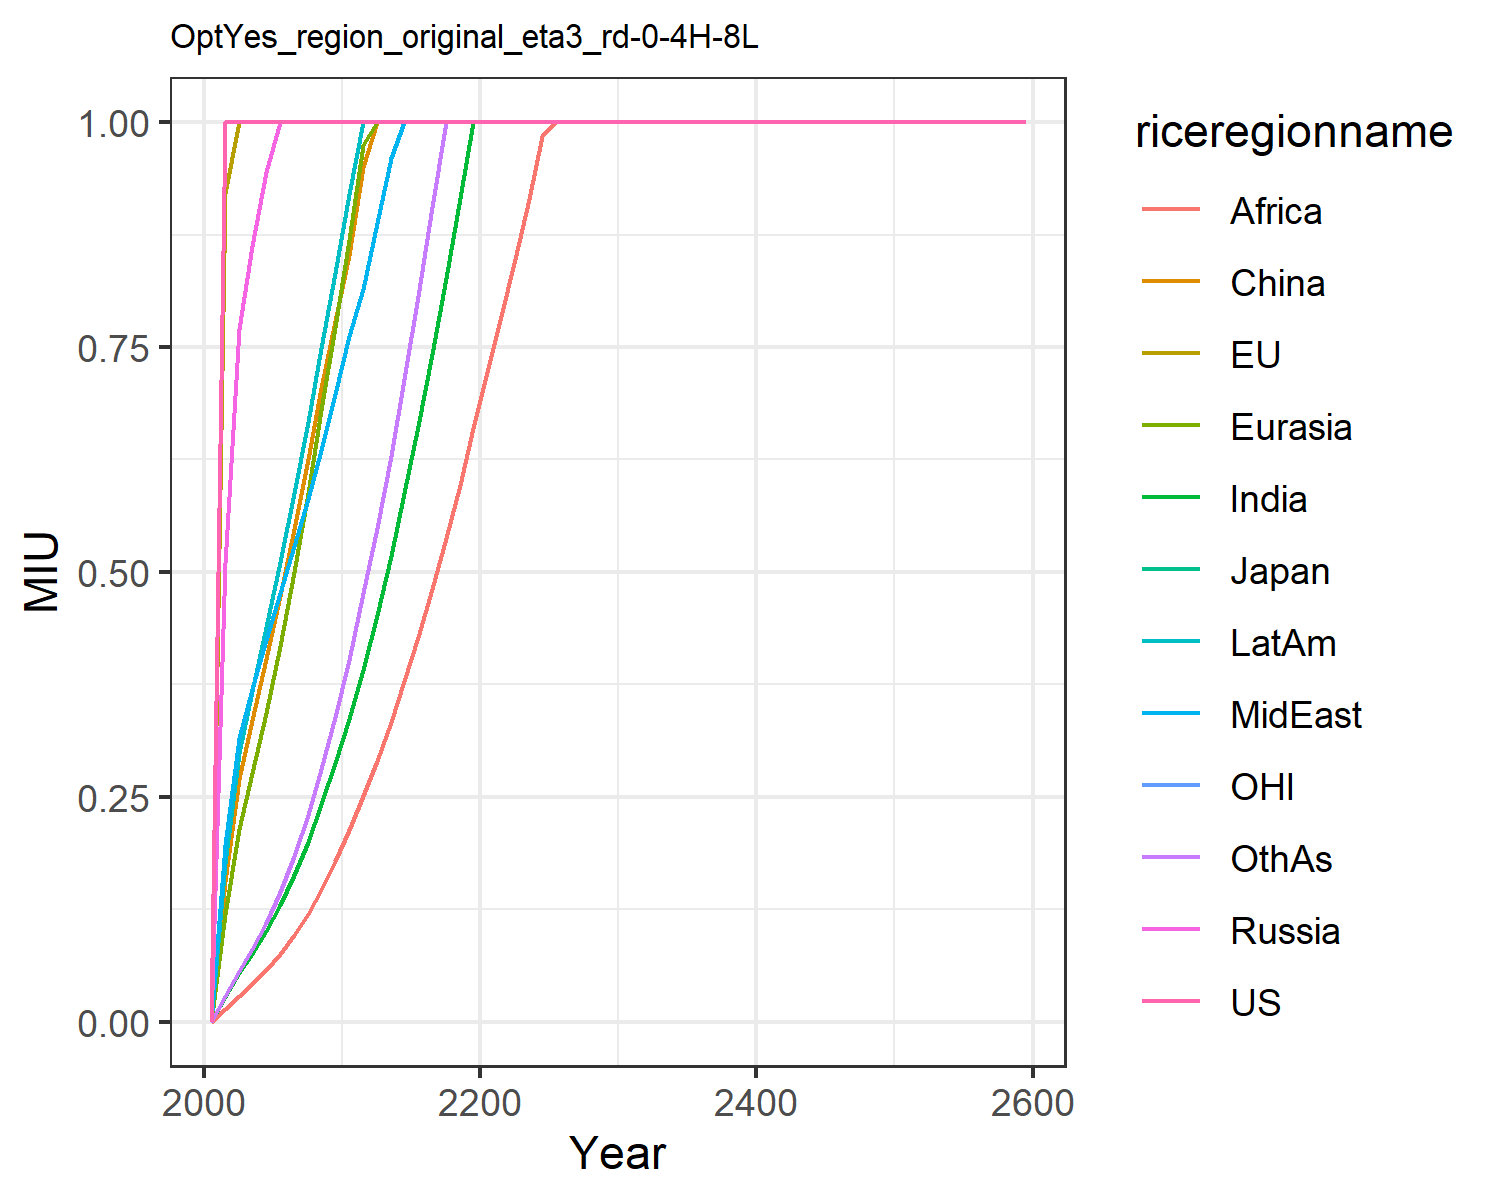 OptYes_region_original_eta3_rd-0-4H-8L
1.00
0.75
0.50
0.25
0.00
MIU
2000 2200 2400 2600
Year
riceregionname
Africa
China
EU
Eurasia
India
Japan
LatAm
MidEast
OHI
OthAs
Russia
US